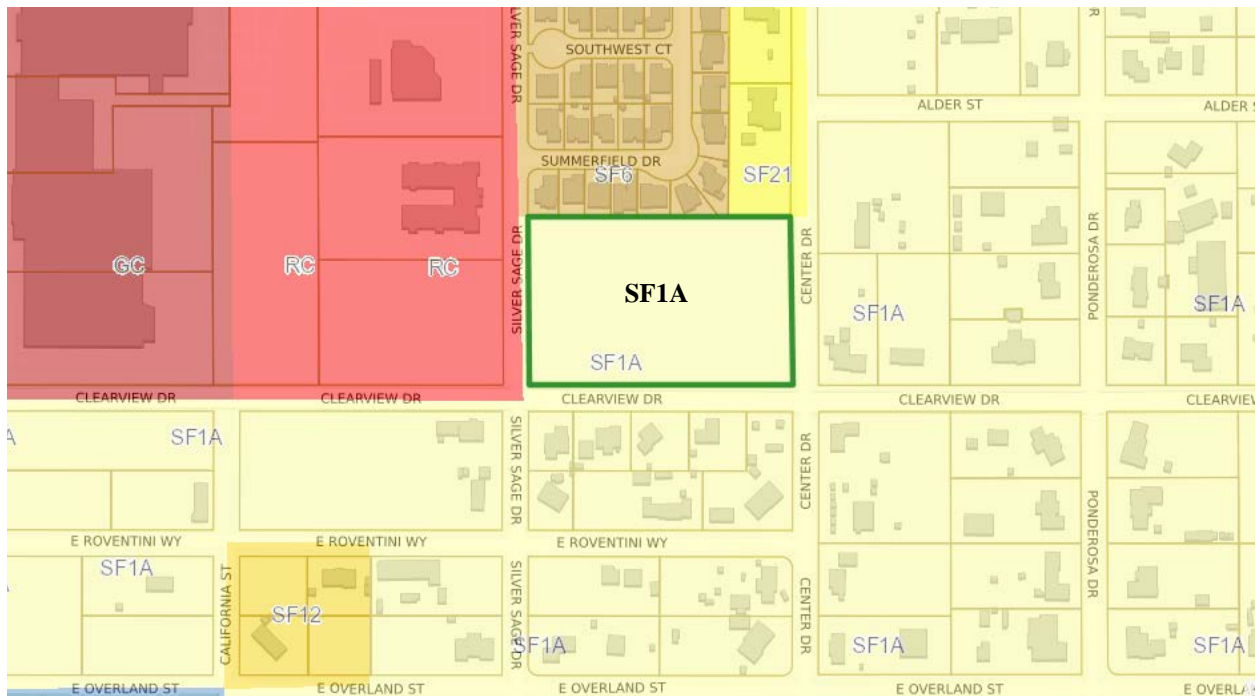 SILVER SAGE DR
SOUTHWEST CT
R
ALDER ST
ALDER S
SUMMERFIELD DR
SF6
SF21
SILVER SAGE DR
CENTER DR
PONDEROSA DR
GC
RC
RC
SF1A
SF1A
SF1A
SF1A
CLEARVIEW DR
CLEARVIEW DR
CLEARVIEW DR
CLEARVIEW DR
CLEARVIEW
A
SF1A
SILVER SAGE DR
CENTER DR
PONDEROSA DR
E ROVENTINI WY
E ROVENTINI WY
E ROVENTINI WY
SF1A
CALIFORNIA ST
SF12
SILVER SAGE DR
SF1A
CENTER DR
SF1A
SF1A
E OVERLAND ST
E OVERLAND ST
E OVERLAND ST
E OVERLAND ST
E OVERLA